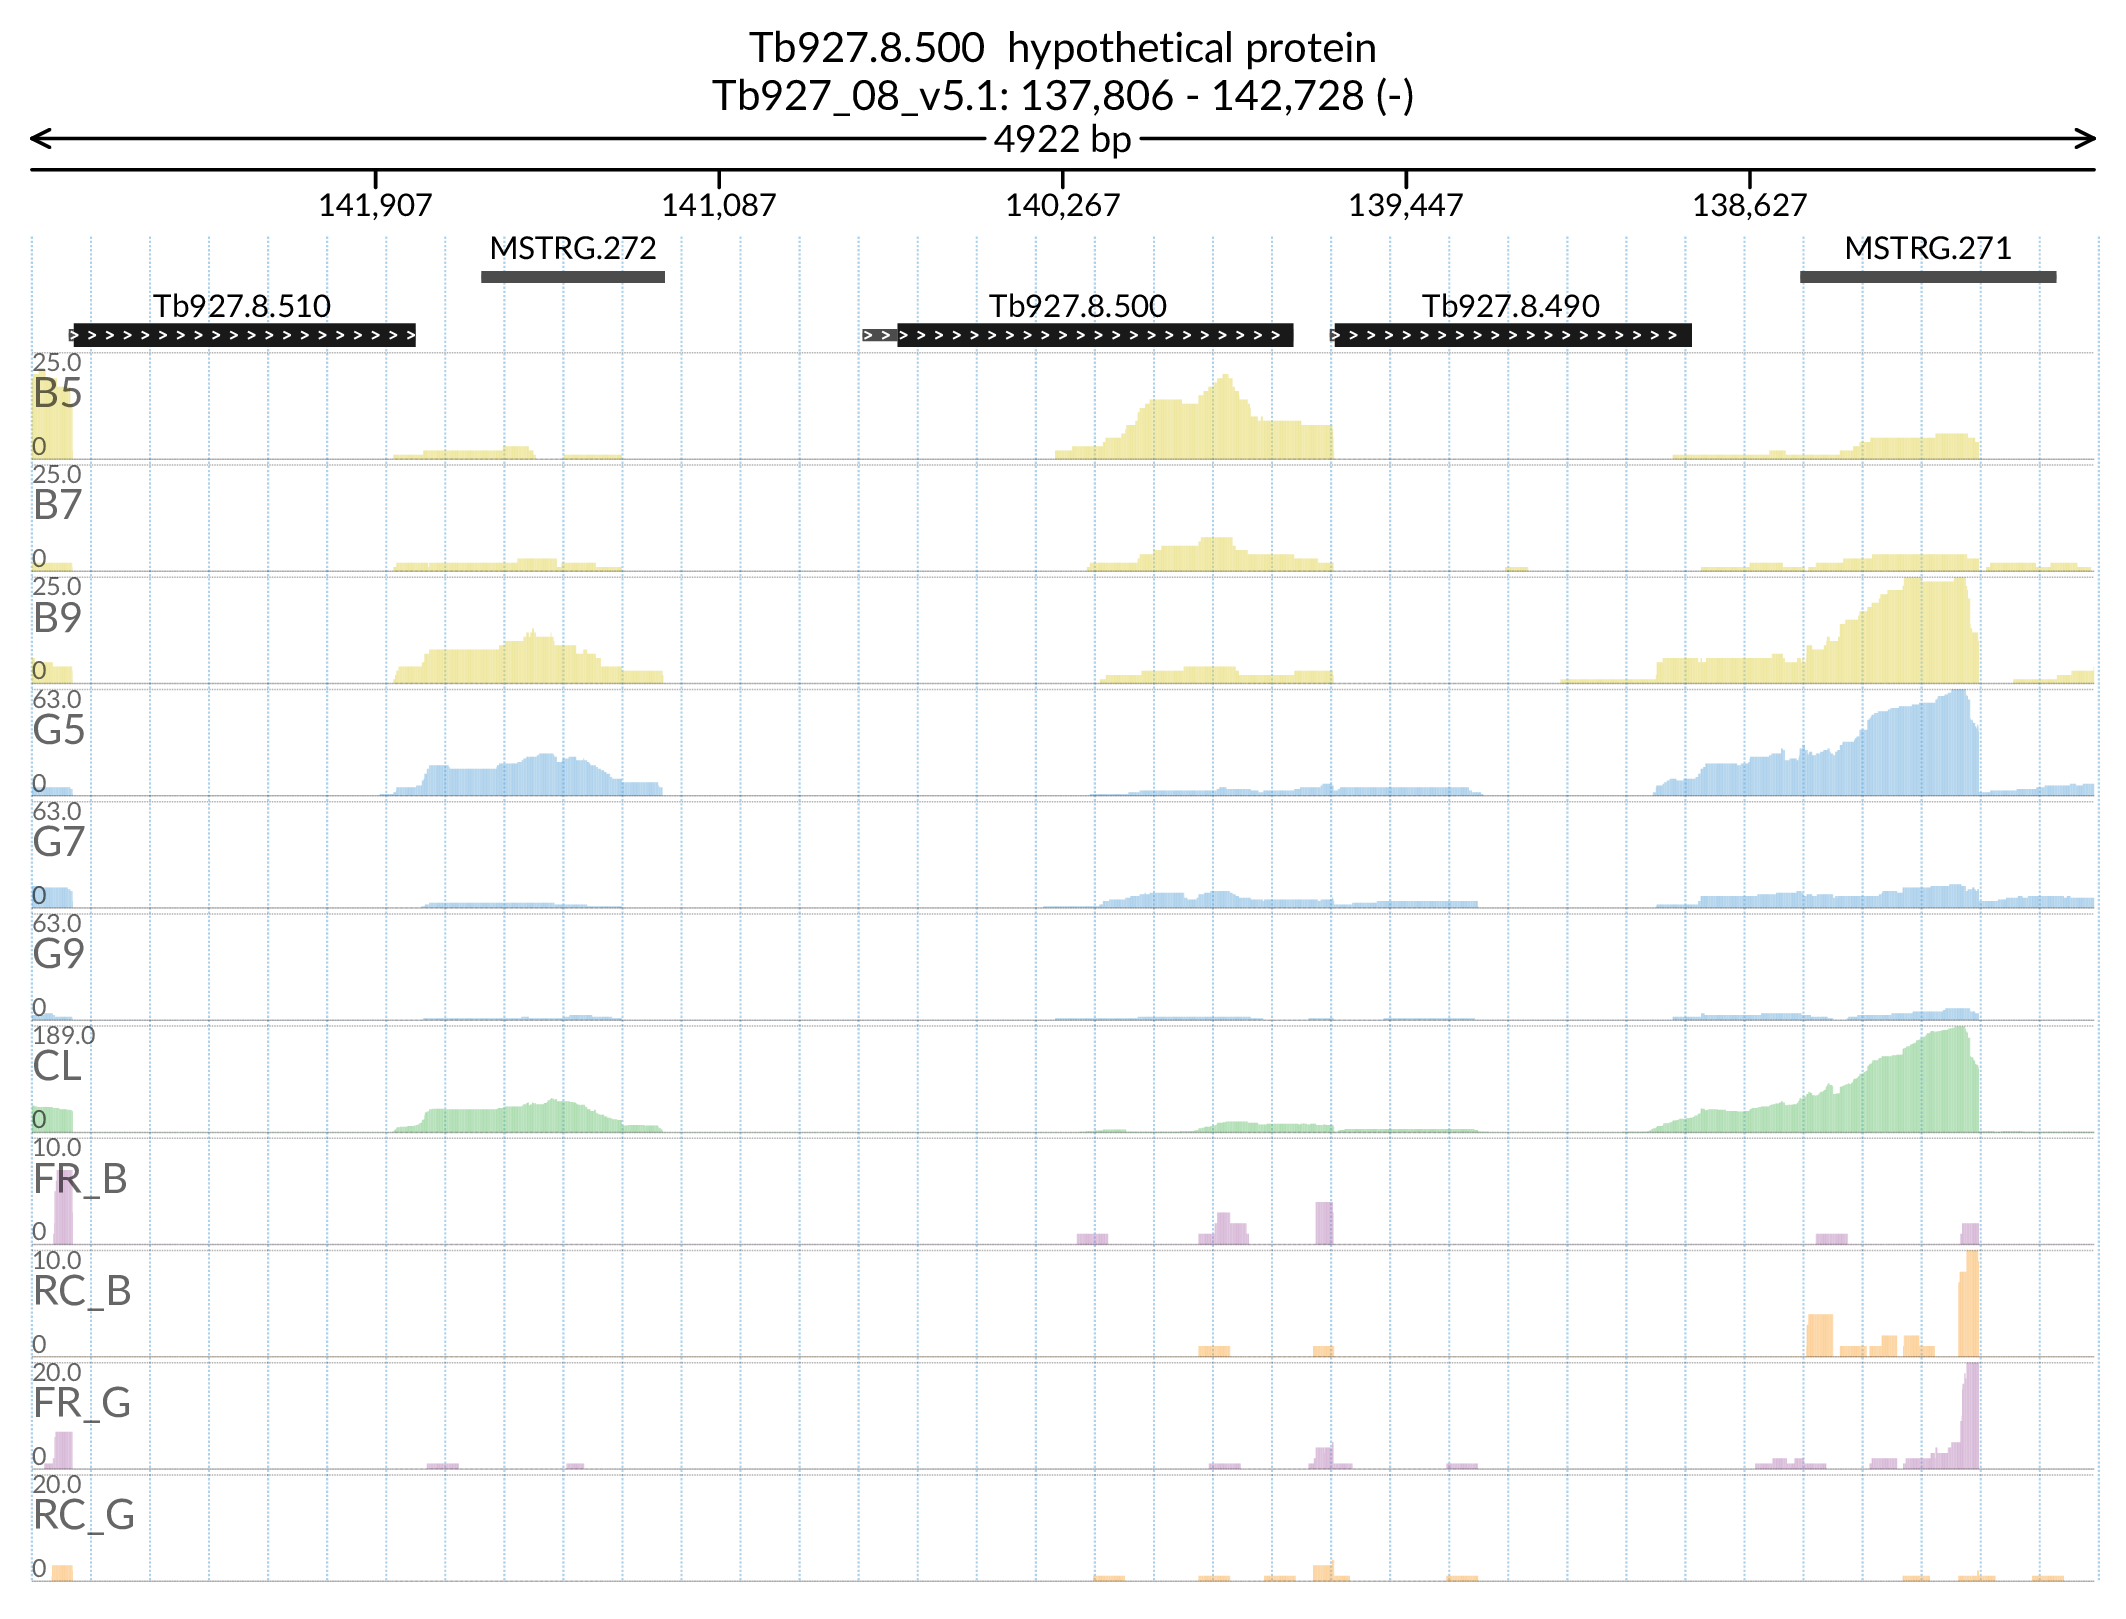 Tb927.8.500  hypothetical protein
Tb927_08_v5.1: 137,806 - 142,728 (-)
4922 bp
141,907 141,087 140,267 139,447 138,627
MSTRG.272 MSTRG.271
Tb927.8.510 Tb927.8.500 Tb927.8.490
25.0
B5
0
25.0
B7
0
25.0
B9
0
63.0
G5
0
63.0
G7
0
63.0
G9
0
189.0
CL
0
10.0
FR_B
0
10.0
RC_B
0
20.0
FR_G
0
20.0
RC_G
0